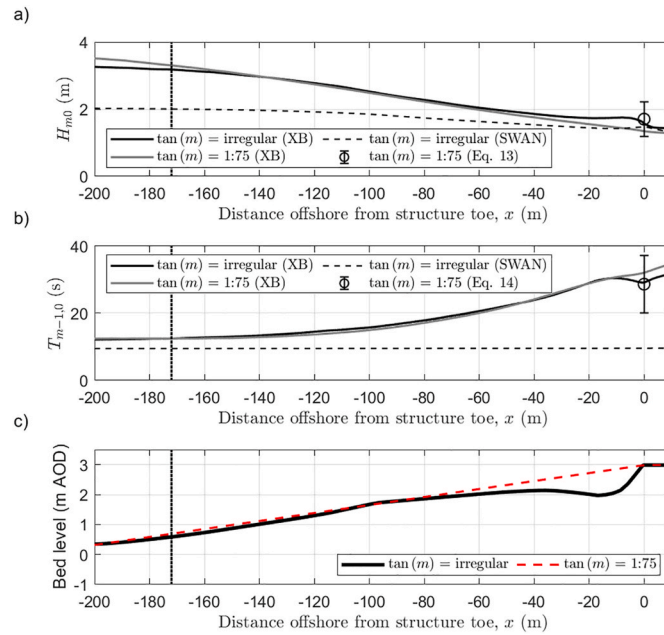 a)
H_{m0} (m)
4
2
0
tan (m) = irregular (XB)
tan (m) = irregular (SWAN)
tan (m) = 1:75 (XB)
tan (m) = 1:75 (Eq. 13)
-200 -180 -160 -140 -120 -100 -80 -60 -40 -20 0
Distance offshore from structure toe, x (m)
b)
T_{m-1,0} (s)
40
20
0
tan (m) = irregular (XB)
tan (m) = irregular (SWAN)
tan (m) = 1:75 (XB)
tan (m) = 1:75 (Eq. 14)
-200 -180 -160 -140 -120 -100 -80 -60 -40 -20 0
Distance offshore from structure toe, x (m)
c)
Bed level (m AOD)
3
2
1
0
-1
tan (m) = irregular
tan (m) = 1:75
-200 -180 -160 -140 -120 -100 -80 -60 -40 -20 0
Distance offshore from structure toe, x (m)